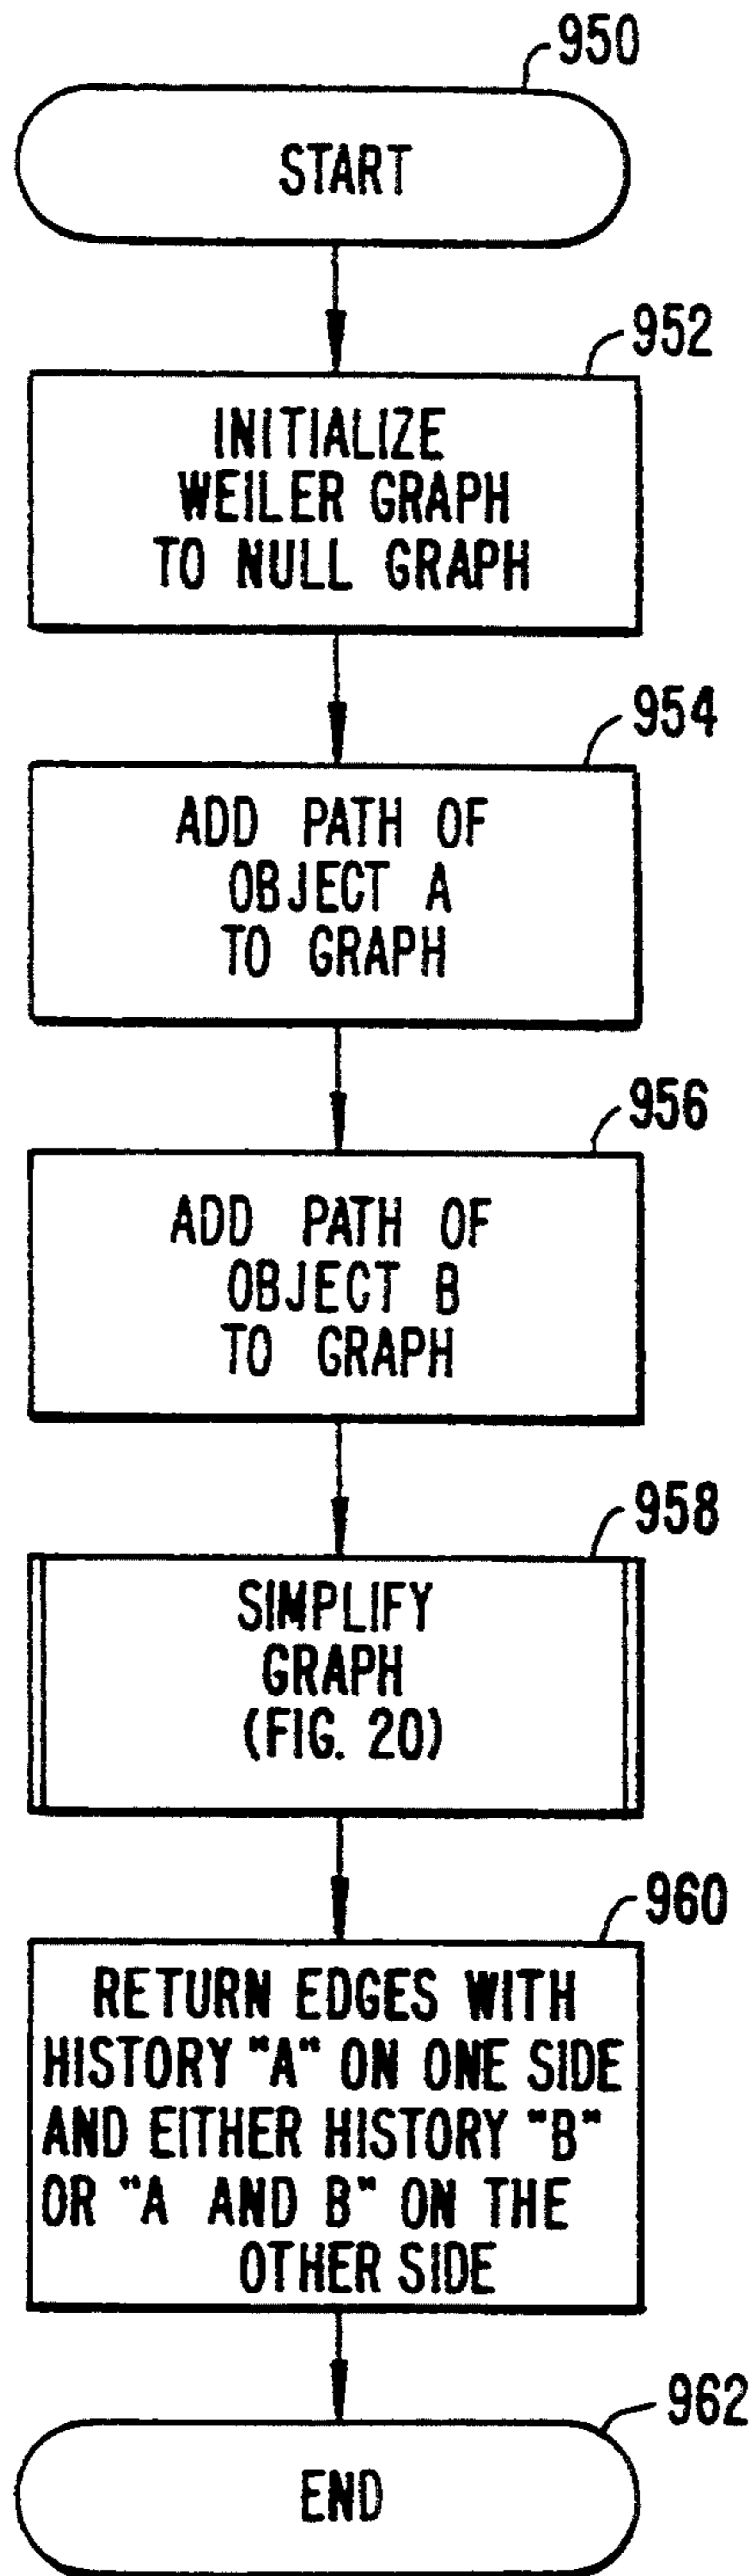 950
START
952
INITIALIZE
WEILER GRAPH
TO NULL GRAPH
954
ADD PATH OF
OBJECT A
TO GRAPH
956
ADD PATH OF
OBJECT B
TO GRAPH
958
SIMPLIFY
GRAPH
(FIG. 20)
960
RETURN EDGES WITH
HISTORY "A" ON ONE SIDE
AND EITHER HISTORY "B"
OR "A AND B" ON THE
OTHER SIDE
962
END